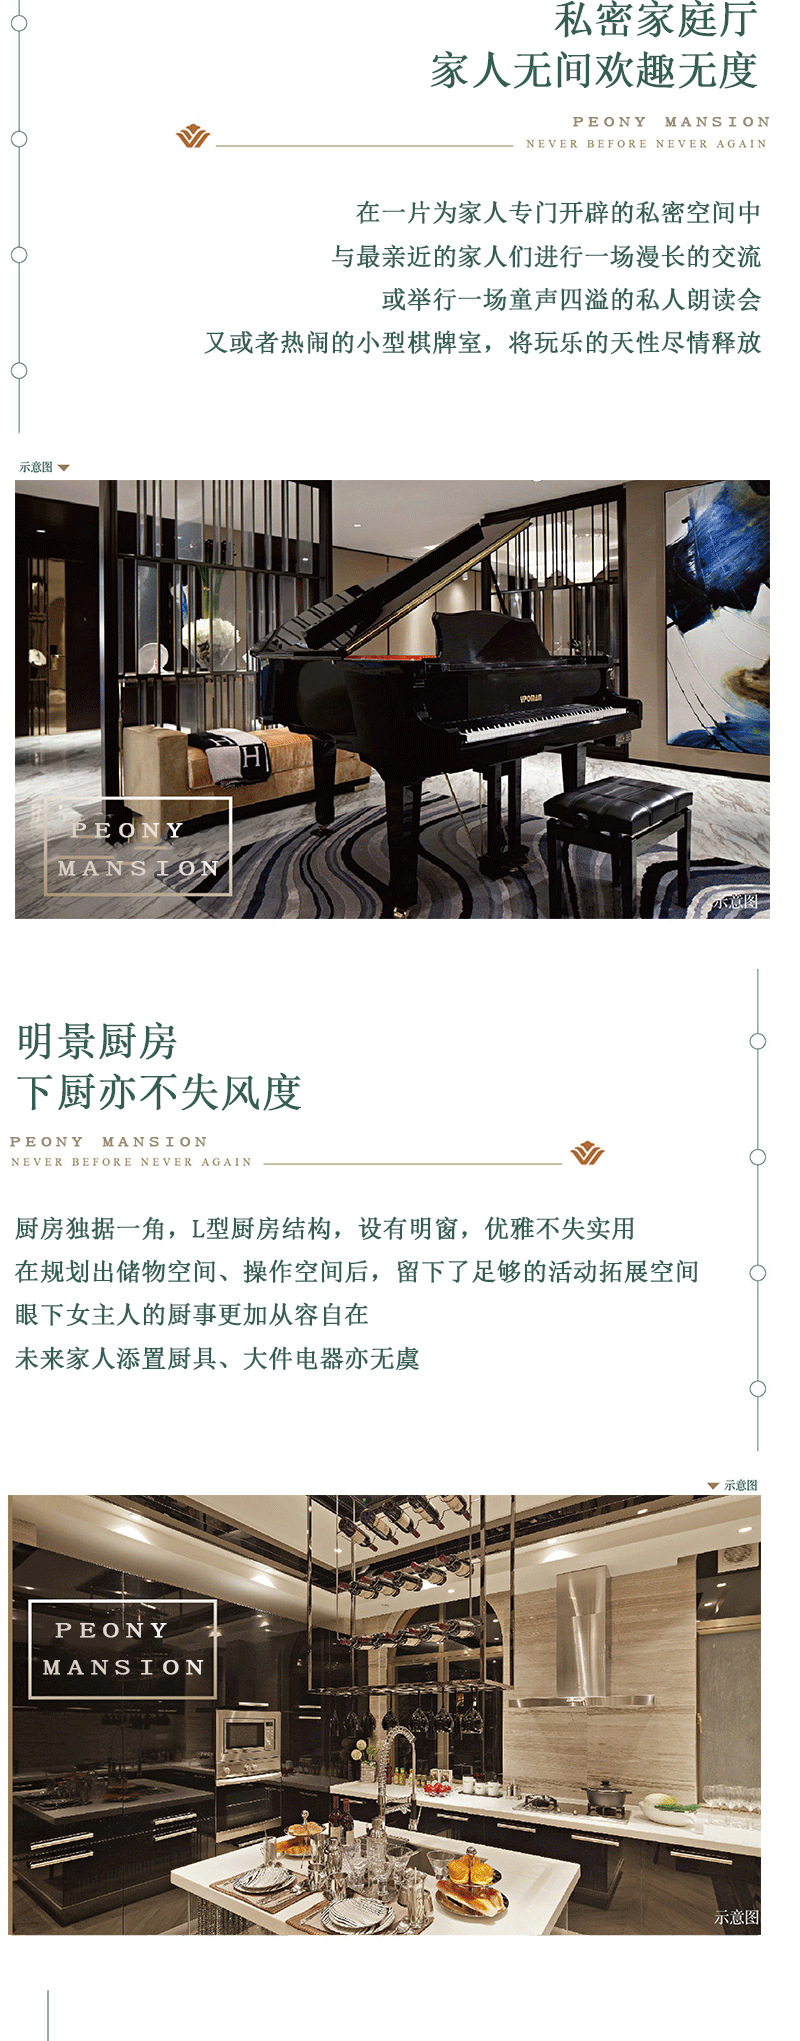 私密家庭厅
家人无间欢趣无度
PEONY MANSION
NEVER BEFORE NEVER AGAIN
在一片为家人专门开辟的私密空间中
与最亲近的家人们进行一场漫长的交流
或举行一场童声四溢的私人朗读会
又或者热闹的小型棋牌室，将玩乐的天性尽情释放
示意图
H
H
PEONY
MANSION
示意图
明景厨房
下厨亦不失风度
PEONY MANSION
NEVER BEFORE NEVER AGAIN
厨房独据一角，L型厨房结构，设有明窗，优雅不失实用
在规划出储物空间、操作空间后，留下了足够的活动拓展空间
眼下女主人的厨事更加从容自在
未来家人添置厨具、大件电器亦无虞
示意图
PEONY
MANSION
示意图